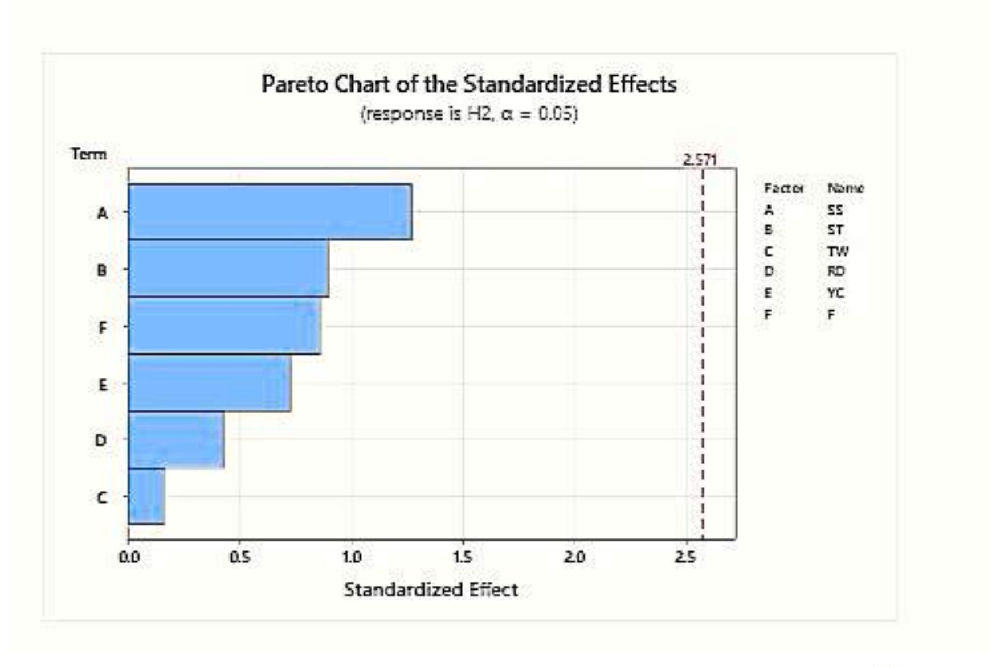 Pareto Chart of the Standardized Effects
(response is H2, α = 0.05)
Term
2.571
A
B
F
E
D
C
0.0 0.5 1.0 1.5 2.0 2.5
Standardized Effect
Factor Name
A SS
B ST
C TW
D RD
E YC
F F